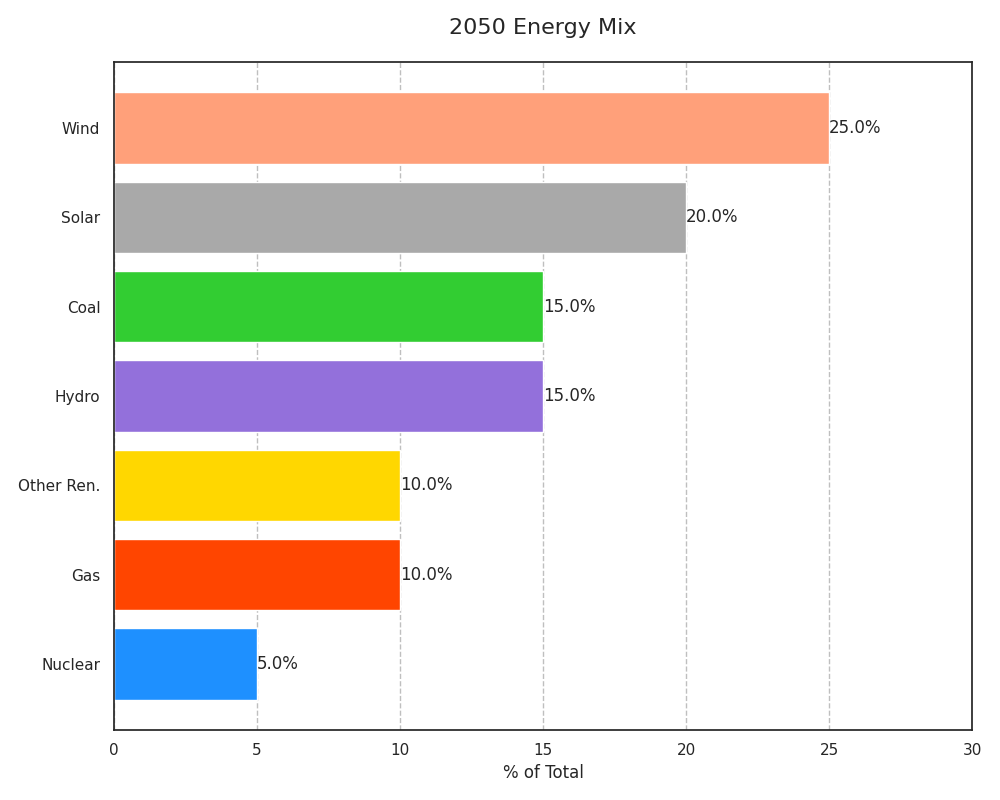 2050 Energy Mix
Wind
25.0%
Solar
20.0%
Coal
15.0%
Hydro
15.0%
Other Ren.
10.0%
Gas
10.0%
Nuclear
5.0%
0 5 10 15 20 25 30
% of Total